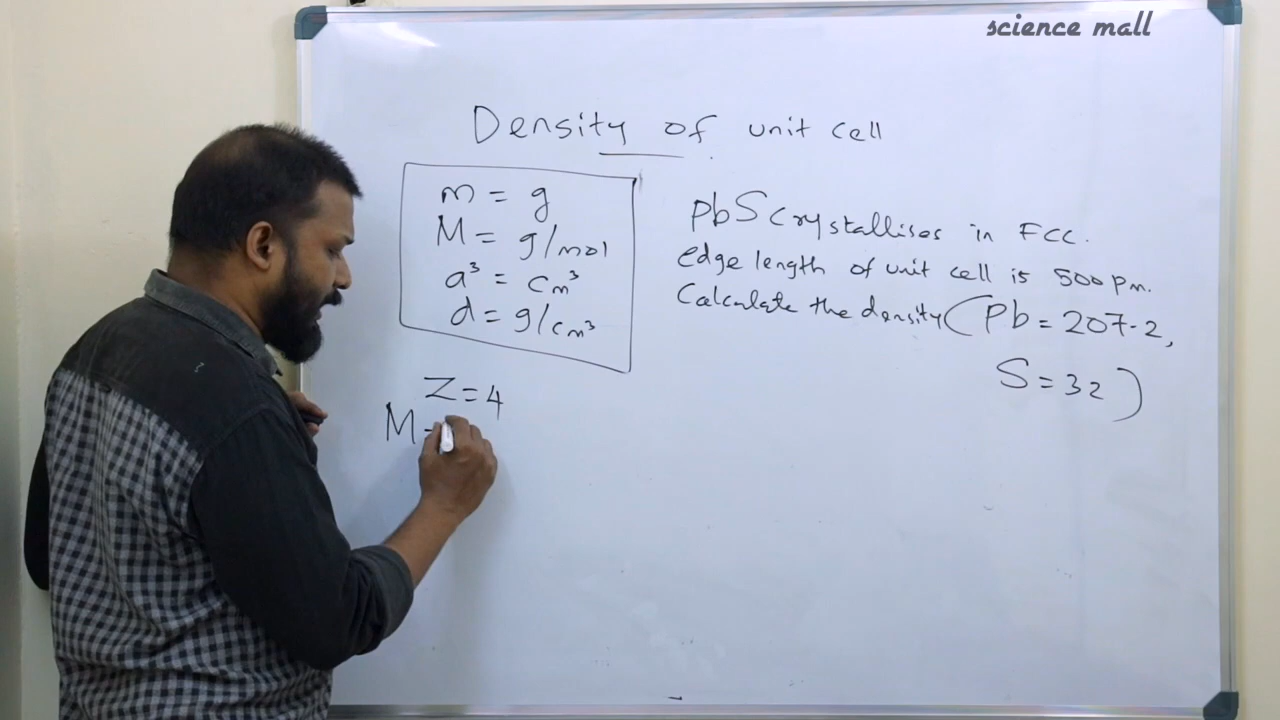 science mall
Density of unit cell
m = g
M = g/mol
a³ = cm³
d = g/cm³
PbS crystallises in FCC.
edge length of unit cell is 500 pm.
Calculate the density (Pb = 207.2,
S = 32)
Z = 4
M =